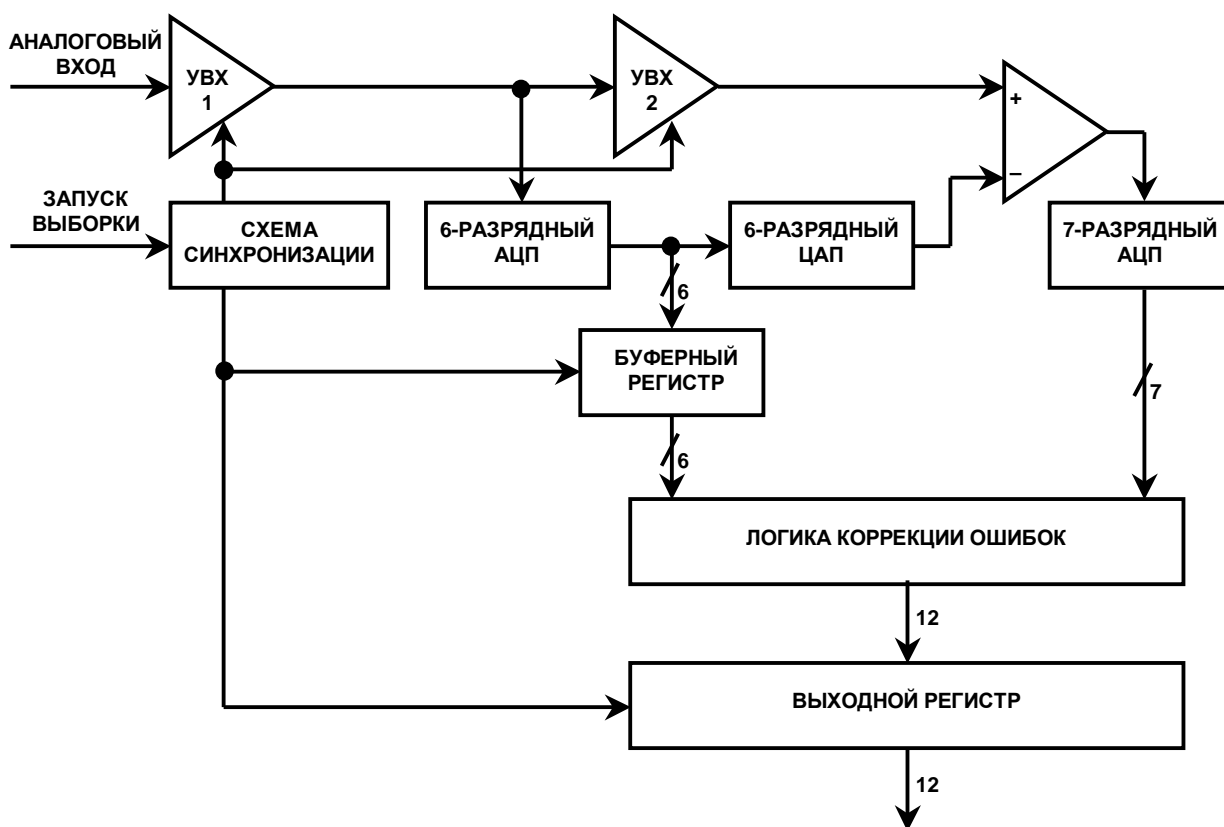 АНАЛОГОВЫЙ
ВХОД
УВХ
1
УВХ
2
+
–
ЗАПУСК
ВЫБОРКИ
СХЕМА
СИНХРОНИЗАЦИИ
6-РАЗРЯДНЫЙ
АЦП
6-РАЗРЯДНЫЙ
ЦАП
7-РАЗРЯДНЫЙ
АЦП
6
БУФЕРНЫЙ
РЕГИСТР
7
6
ЛОГИКА КОРРЕКЦИИ ОШИБОК
12
ВЫХОДНОЙ РЕГИСТР
12